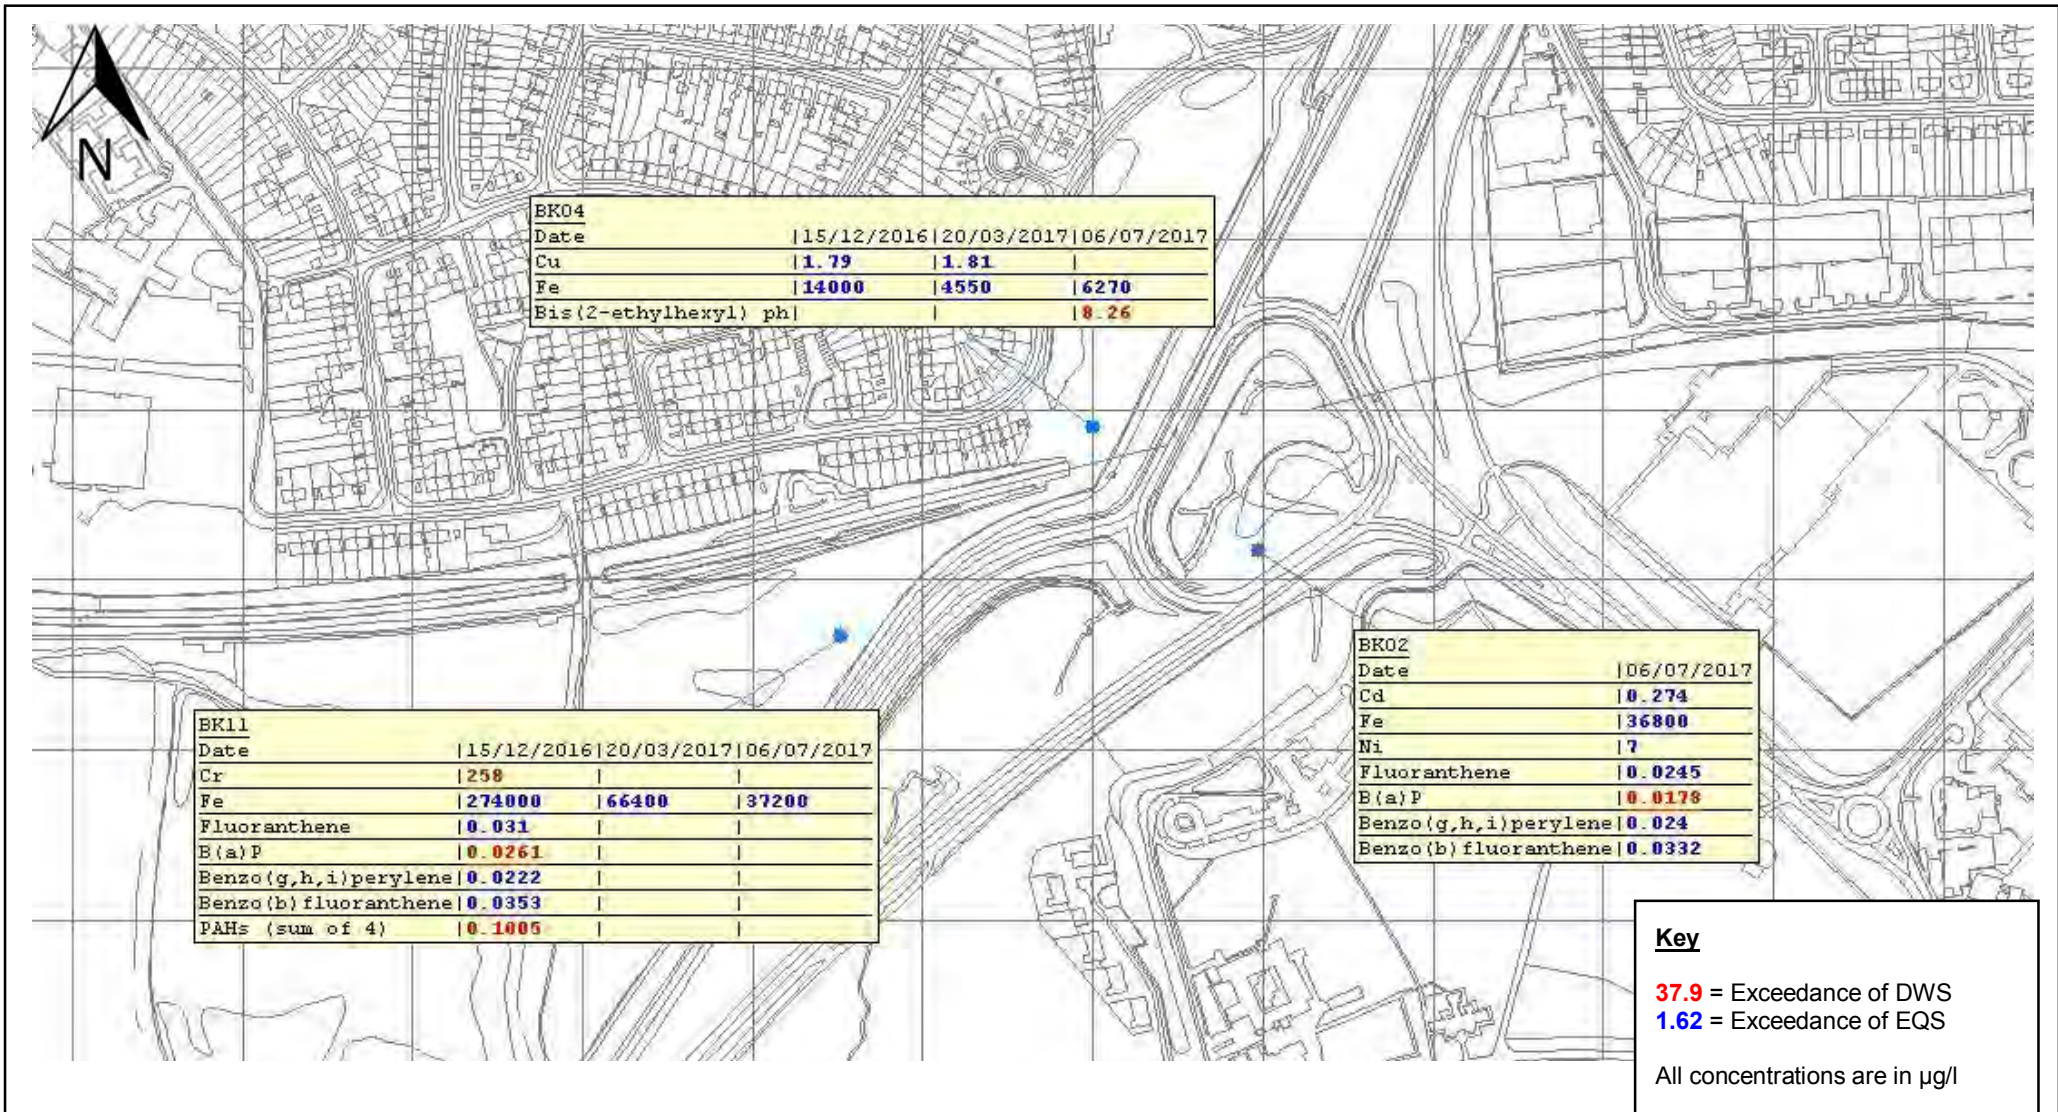 N
BK04
Date |15/12/2016|20/03/2017|06/07/2017
Cu |1.79 |1.81 |
Fe |14000 |4550 |6270
Bis(2-ethylhexyl) ph| | |8.26
BK02
Date |06/07/2017
Cd |0.274
Fe |36800
Ni |7
Fluoranthene |0.0245
B(a)P |0.0178
Benzo(g,h,i)perylene|0.024
Benzo(b)fluoranthene|0.0332
BK11
Date |15/12/2016|20/03/2017|06/07/2017
Cr |258 | |
Fe |274000 |66400 |37200
Fluoranthene |0.031 | |
B(a)P |0.0261 | |
Benzo(g,h,i)perylene|0.0222 | |
Benzo(b)fluoranthene|0.0353 | |
PAHs (sum of 4) |0.1005 | |
Key
37.9 = Exceedance of DWS
1.62 = Exceedance of EQS
All concentrations are in µg/l